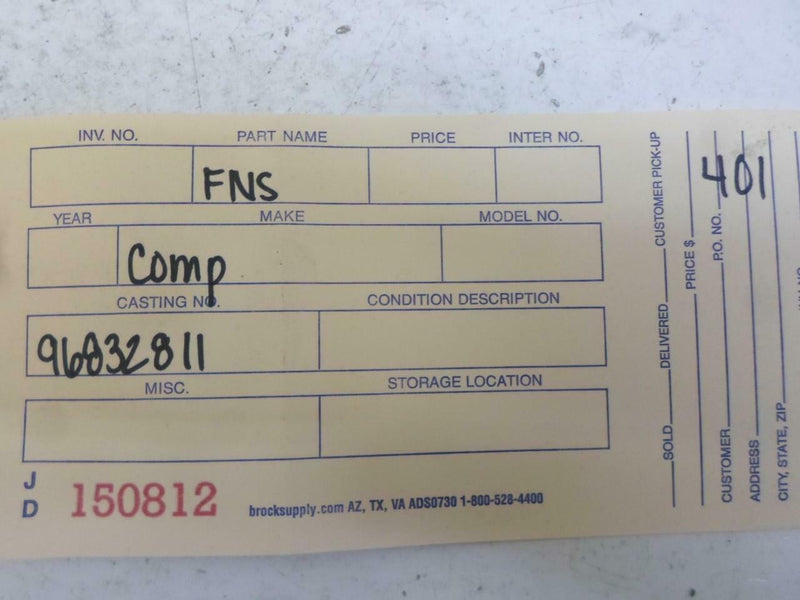 INV. NO. PART NAME PRICE INTER NO.
FNS
YEAR MAKE MODEL NO.
Comp
CASTING NO. CONDITION DESCRIPTION
96832811
MISC. STORAGE LOCATION
J
D 150812
brocksupply.com AZ, TX, VA ADS0730 1-800-528-4400
SOLD DELIVERED CUSTOMER PICK-UP
PRICE $
CUSTOMER P.O. NO.
ADDRESS
CITY, STATE, ZIP
401